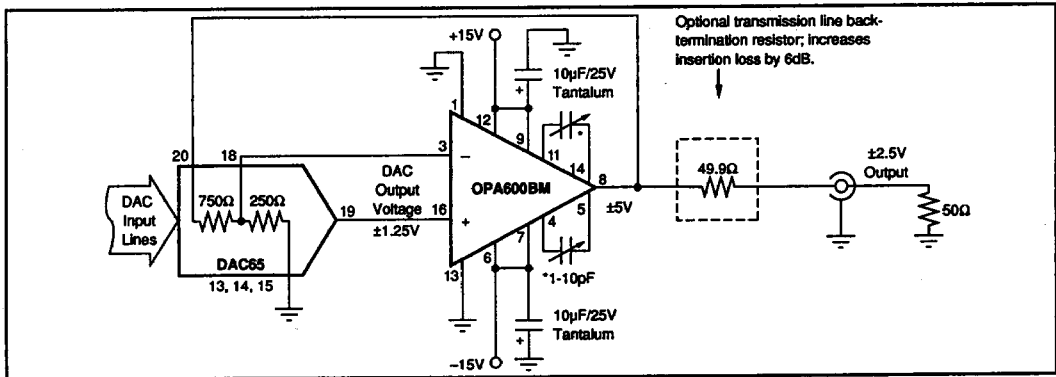 Optional transmission line back-
termination resistor; increases
insertion loss by 6dB.
+15V
10µF/25V
Tantalum
+
1
12
9
11
*
14
20
18
3
–
OPA600BM
8
±5V
49.9Ω
±2.5V
Output
50Ω
DAC
Input
Lines
750Ω
250Ω
19
DAC
Output
Voltage
±1.25V
16
+
5
4
7
6
13
*1-10pF
DAC65
13, 14, 15
10µF/25V
Tantalum
+
–15V